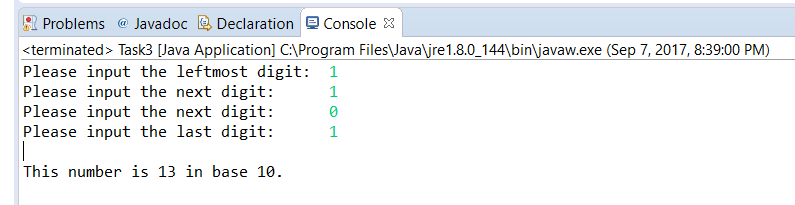 Problems @ Javadoc Declaration Console
<terminated> Task3 [Java Application] C:\Program Files\Java\jre1.8.0_144\bin\javaw.exe (Sep 7, 2017, 8:39:00 PM)
Please input the leftmost digit:  1
Please input the next digit:      1
Please input the next digit:      0
Please input the last digit:      1
This number is 13 in base 10.